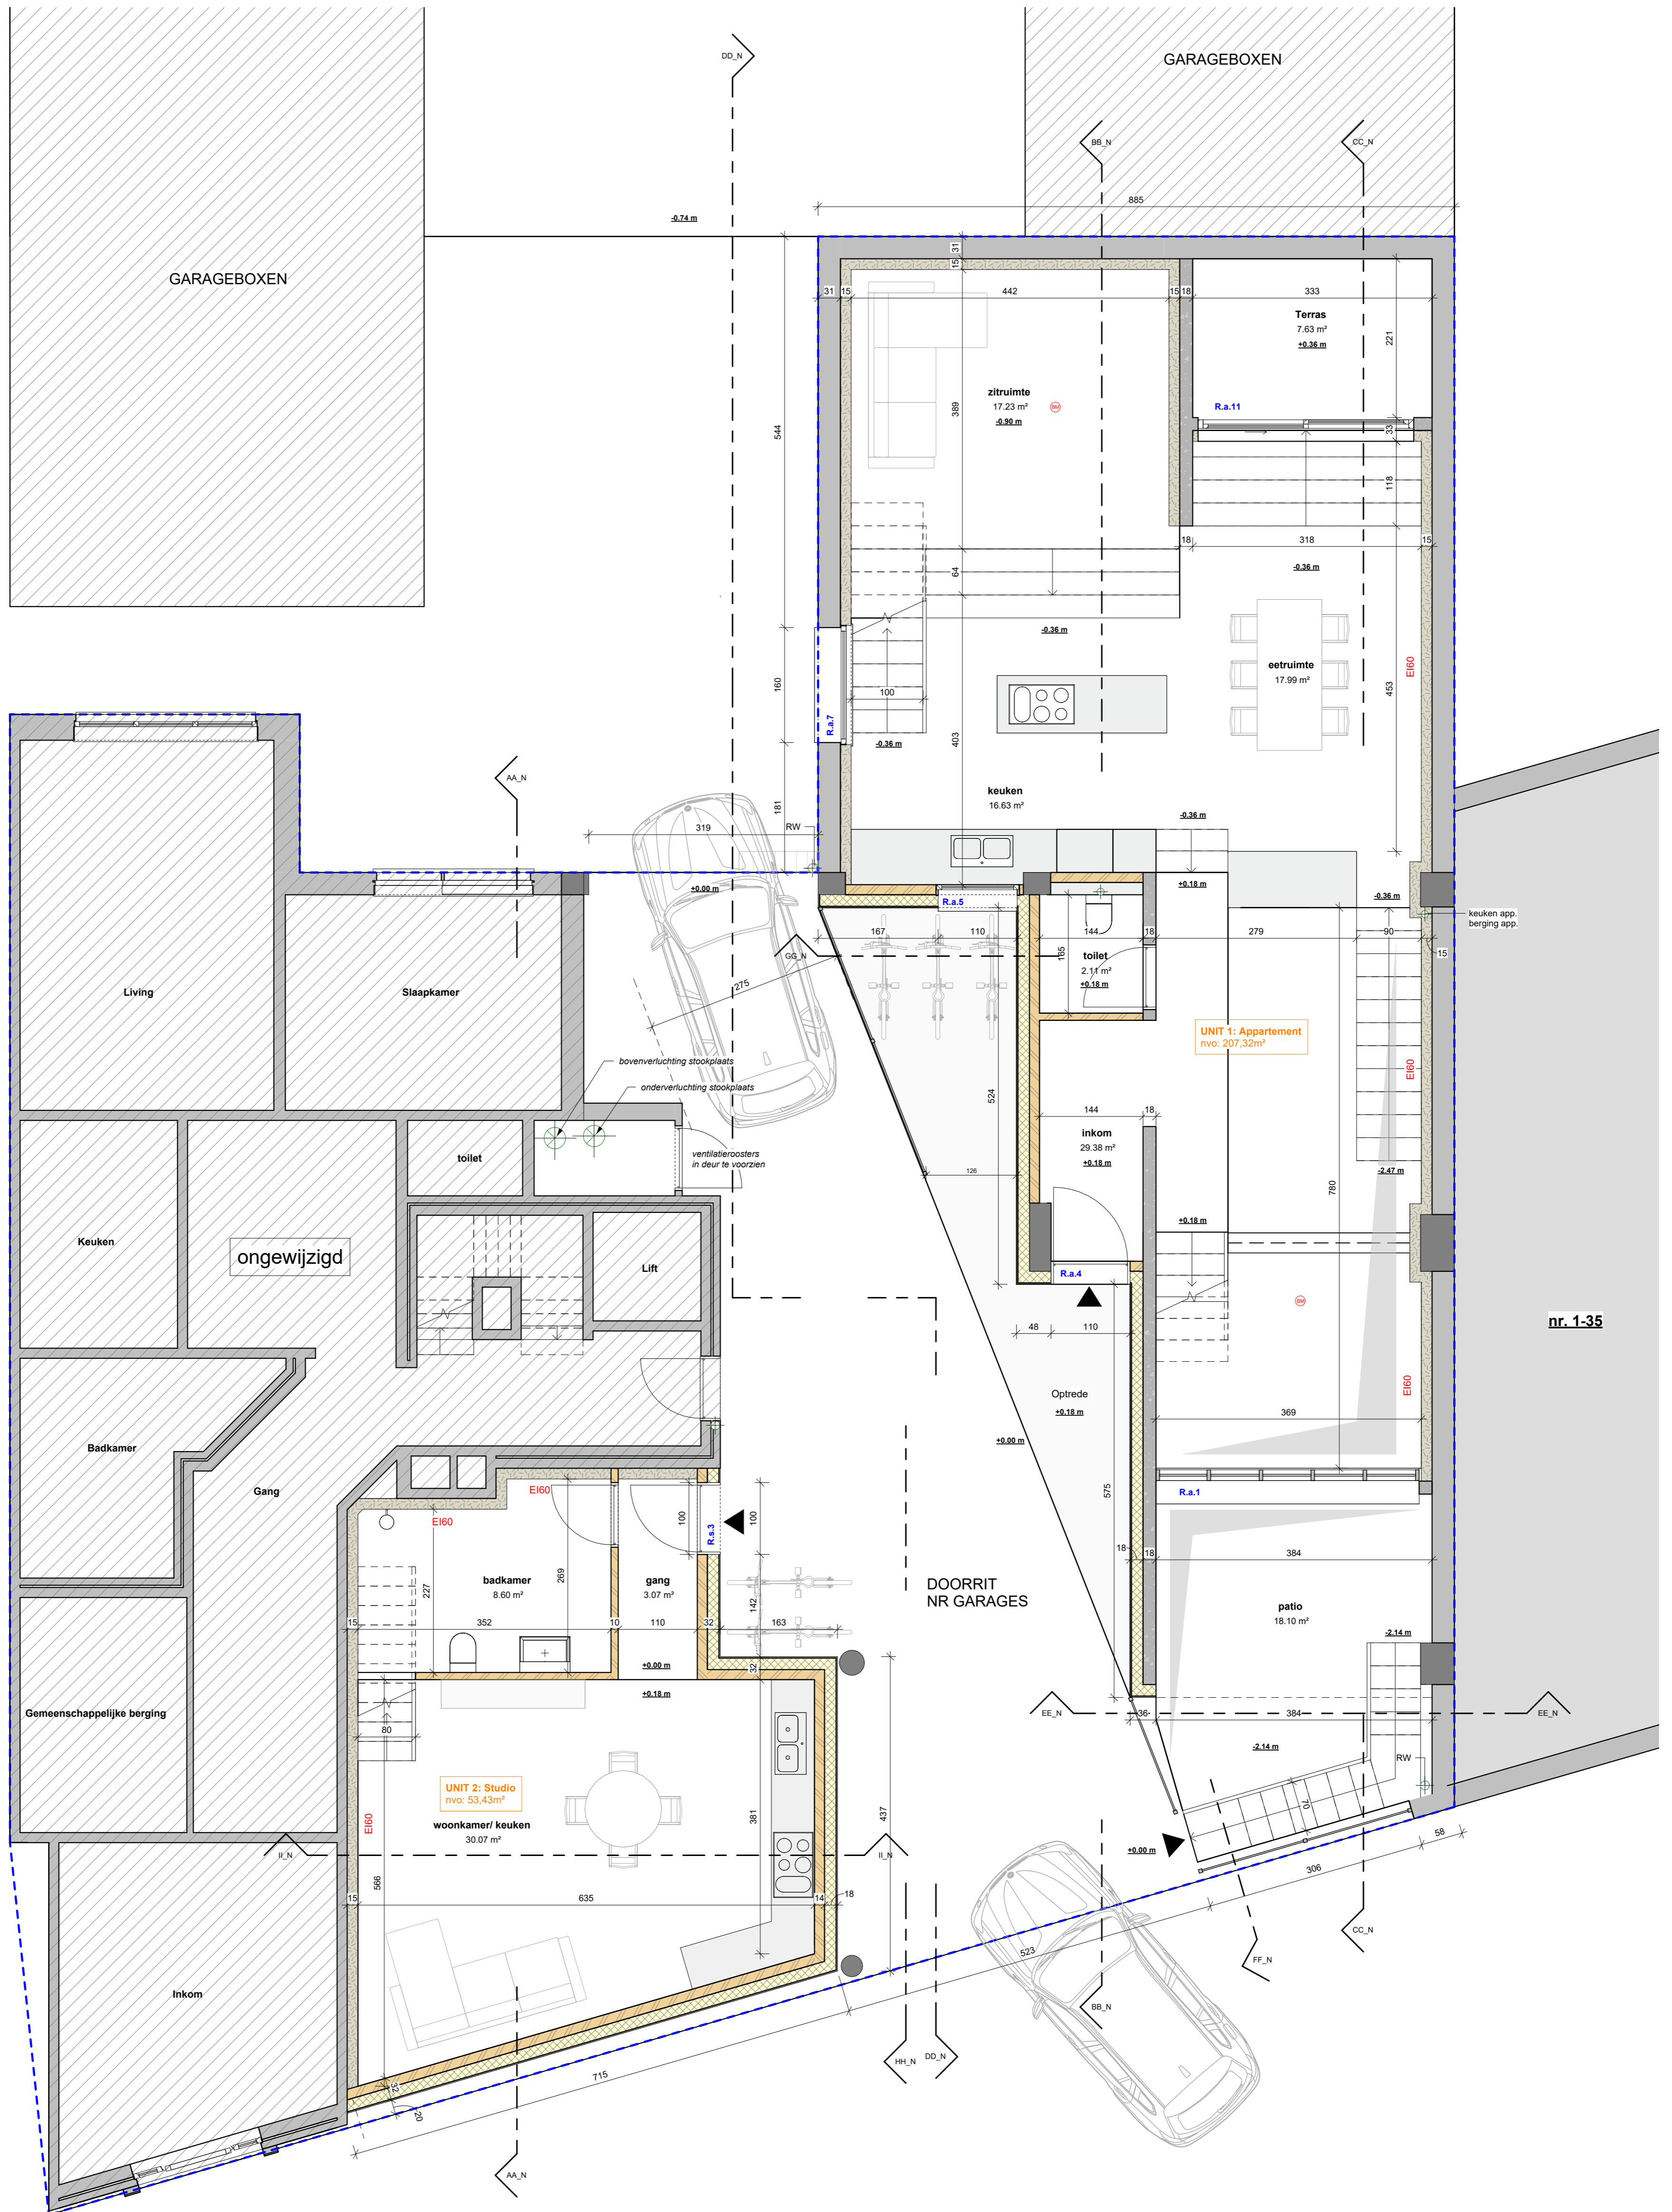 DD_N
GARAGEBOXEN
BB_N
CC_N
885
-0.74 m
GARAGEBOXEN
31
15
31
15
442
15
18
333
Terras
7.63 m²
+0.36 m
221
zitruimte
17.23 m²
-0.90 m
BM
389
R.a.11
33
544
118
18
318
15
64
-0.36 m
-0.36 m
eetruimte
17.99 m²
EI60
160
100
453
R.a.7
403
-0.36 m
AA_N
keuken
16.63 m²
181
319
RW
-0.36 m
+0.00 m
+0.18 m
R.a.5
-0.36 m
keuken app.
berging app.
167
110
144
18
279
90
15
GG_N
165
toilet
2.11 m²
+0.18 m
275
Living
Slaapkamer
UNIT 1: Appartement
nvo; 207,32m²
bovenverluchting stookplaats
EI60
onderverluchting stookplaats
524
144
18
inkom
29.38 m²
+0.18 m
toilet
ventilatieroosters
in deur te voorzien
126
-2.47 m
780
Keuken
ongewijzigd
+0.18 m
Lift
R.a.4
BM
nr. 1-35
48
110
Optrede
+0.18 m
EI60
369
+0.00 m
Badkamer
Gang
EI60
EI60
R.a.1
575
100
R.s.3
100
18
18
384
badkamer
8.60 m²
227
269
gang
3.07 m²
DOORRIT
NR GARAGES
142
patio
18.10 m²
15
352
10
110
32
163
-2.14 m
+0.00 m
32
+0.18 m
Gemeenschappelijke berging
EE_N
36
384
EE_N
80
-2.14 m
RW
UNIT 2: Studio
nvo: 53,43m²
EI60
woonkamer/ keuken
30.07 m²
381
437
70
58
II_N
II_N
+0.00 m
306
566
15
635
14
18
CC_N
523
FF_N
Inkom
BB_N
HH_N
DD_N
715
32
20
AA_N